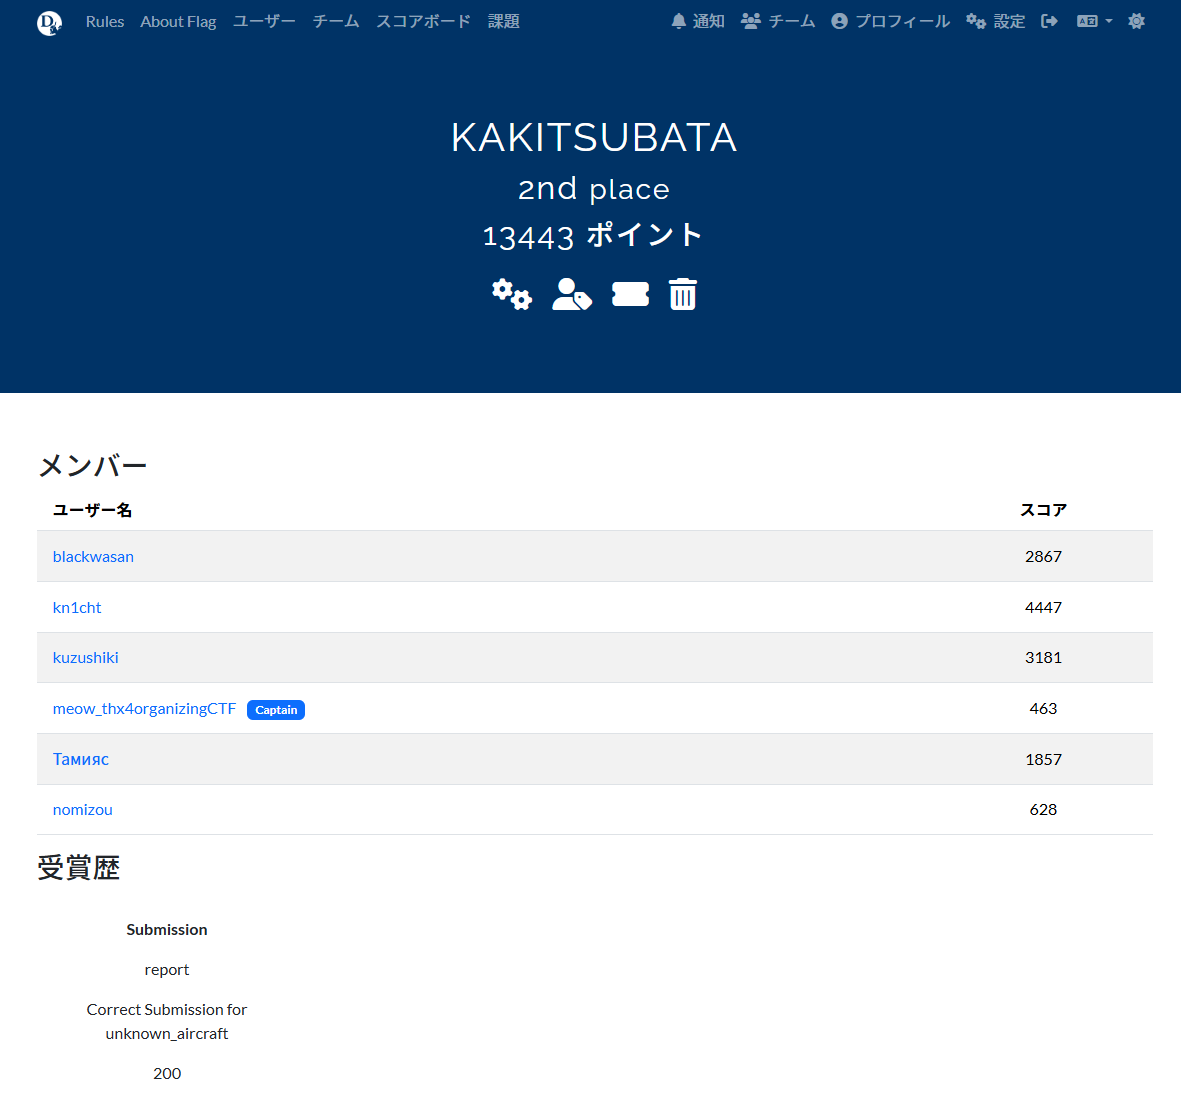 Rules About Flag ユーザー チーム スコアボード 課題 通知 チーム プロフィール 設定
KAKITSUBATA
2nd place
13443 ポイント
メンバー
ユーザー名 スコア
blackwasan 2867
kn1cht 4447
kuzushiki 3181
meow_thx4organizingCTF Captain 463
Тамияс 1857
nomizou 628
受賞歴
Submission
report
Correct Submission for
unknown_aircraft
200